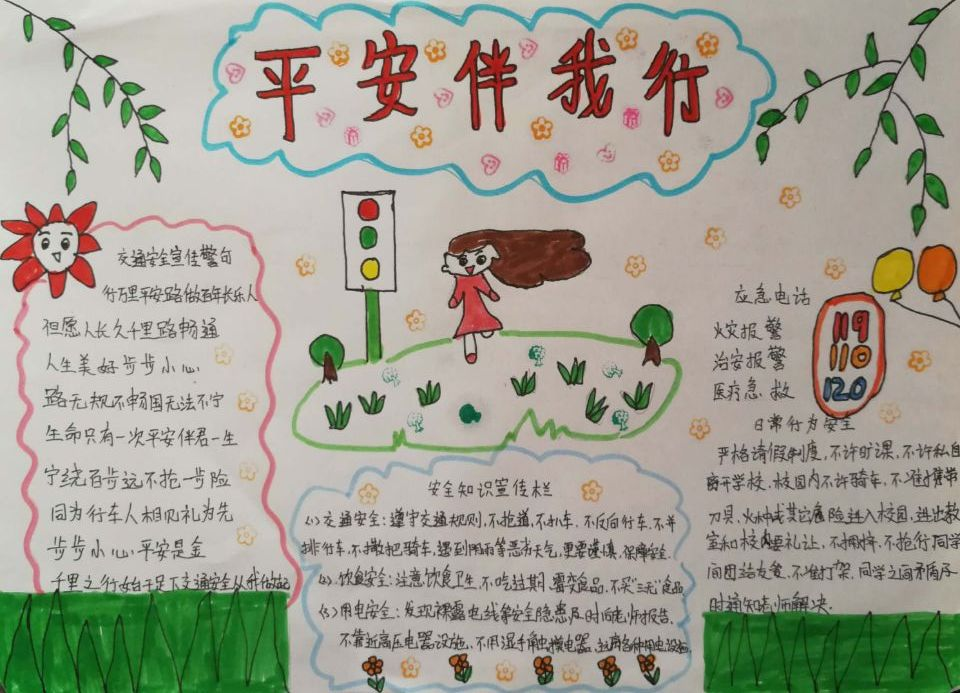 平安伴我行
交通安全宣传警句
行万里平安路做百年长乐人
但愿人长久千里路畅通
人生美好步步小心
路无规不畅国无法不宁
生命只有一次平安伴君一生
宁绕百步远不抢一步险
同为行车人相见礼为先
步步小心平安是金
千里之行始于足下交通安全从我做起
应急电话
火灾报警 119
治安报警 110
医疗急救 120
日常行为安全
严格请假制度,不许旷课,不许私自
离开学校,校园内不许骑车,不准携带
刀具,火种或其它危险进入校园,进出教
室和校内要礼让,不拥挤,不抢行同学
间团结友爱,不准打架,同学之间矛盾及
时通知老师解决.
安全知识宣传栏
(1)交通安全:遵守交通规则,不抢道,不扒车,不反向行车,不并
排行车,不撒把骑车,遇到雨等恶劣天气,更要谨慎,保障安全.
(2)饮食安全:注意饮食卫生,不吃过期、霉变食品,不买"三无"食品
(3)用电安全:发现裸露电线等安全隐患及时向老师报告,
不靠近高压电器设施,不用湿手触摸电器,